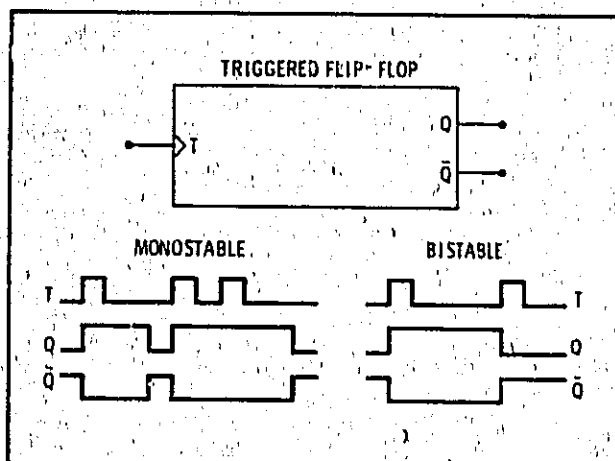 TRIGGERED FLIP-FLOP
Q
T
Q̄
MONOSTABLE
BISTABLE
T
T
Q
Q
Q̄
Q̄